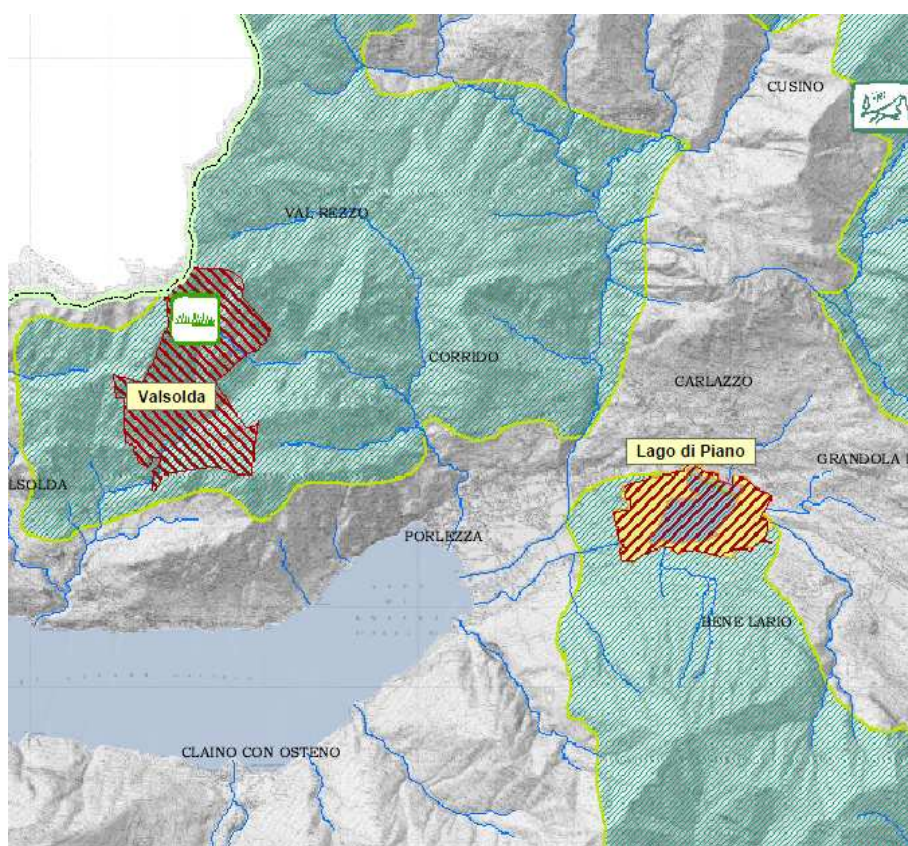 CUSINO
VAL REZZO
CORRIDO
CARLAZZO
Valsolda
Lago di Piano
LSOLDA
GRANDOLA
PORLEZZA
BENE LARIO
CLAINO CON OSTENO